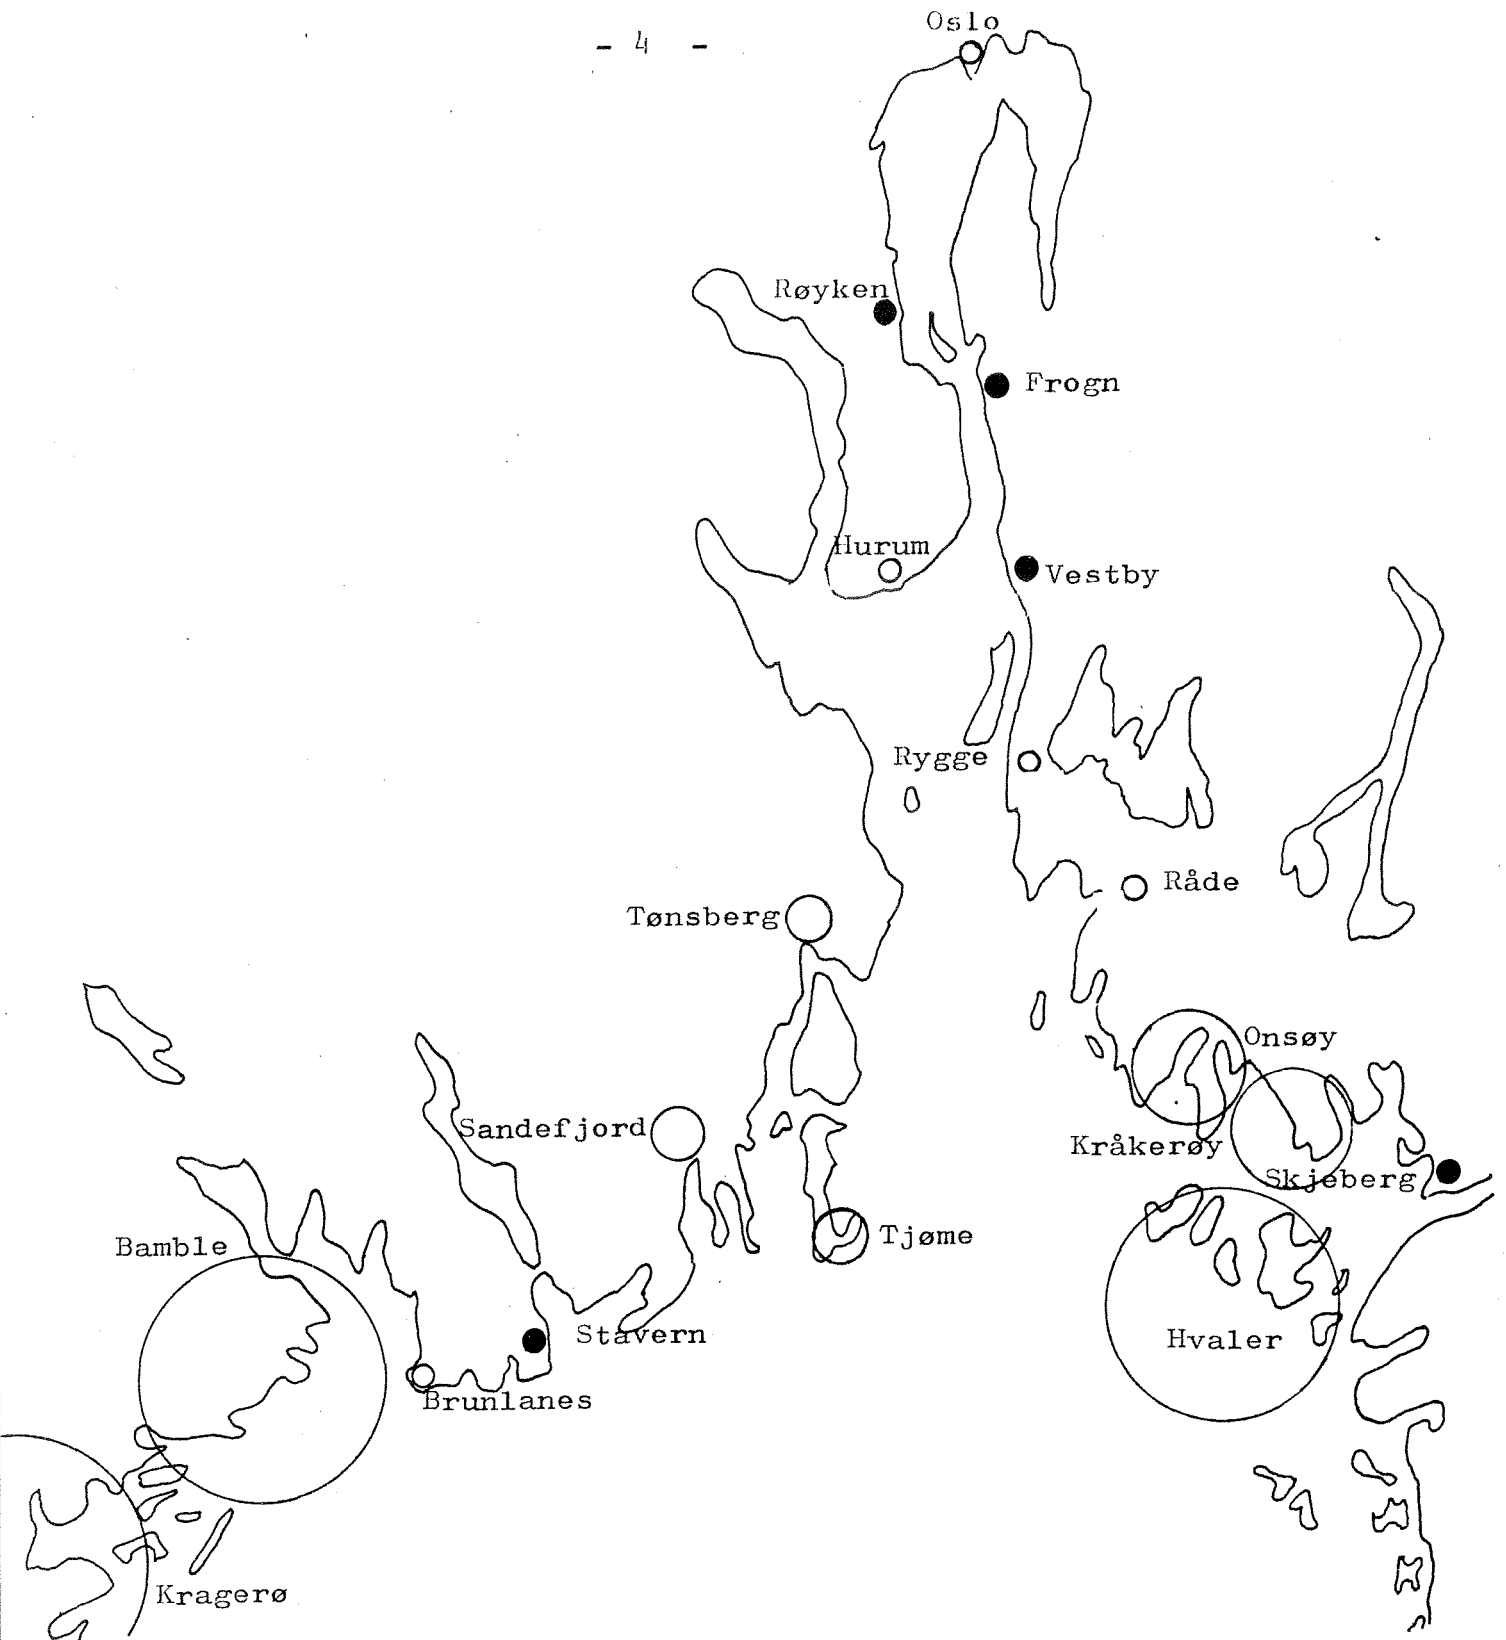 - 4 -
Oslo
Røyken
Frogn
Hurum
Vestby
Rygge
Råde
Tønsberg
Onsøy
Sandefjord
Kråkerøy
Skjeberg
Tjøme
Bamble
Stavern
Hvaler
Brunlanes
Kragerø